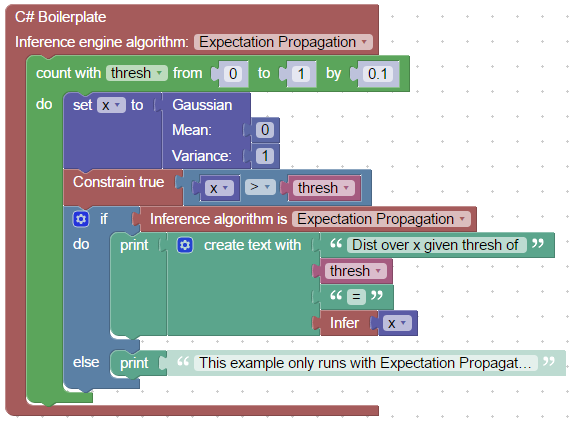 C# Boilerplate
Inference engine algorithm: Expectation Propagation
count with thresh from 0 to 1 by 0.1
do set x to Gaussian
Mean: 0
Variance: 1
Constrain true x > thresh
if Inference algorithm is Expectation Propagation
do print create text with “ Dist over x given thresh of ”
thresh
“ = ”
Infer x
else print “ This example only runs with Expectation Propagat... ”